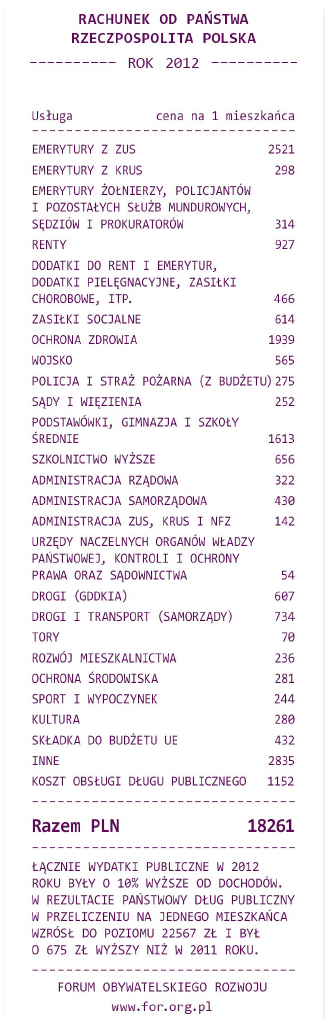 RACHUNEK OD PAŃSTWA
RZECZPOSPOLITA POLSKA
---------- ROK 2012 ----------
Usługa cena na 1 mieszkańca
EMERYTURY Z ZUS 2521
EMERYTURY Z KRUS 298
EMERYTURY ŻOŁNIERZY, POLICJANTÓW
I POZOSTAŁYCH SŁUŻB MUNDUROWYCH,
SĘDZIÓW I PROKURATORÓW 314
RENTY 927
DODATKI DO RENT I EMERYTUR,
DODATKI PIELĘGNACYJNE, ZASIŁKI
CHOROBOWE, ITP. 466
ZASIŁKI SOCJALNE 614
OCHRONA ZDROWIA 1939
WOJSKO 565
POLICJA I STRAŻ POŻARNA (Z BUDŻETU) 275
SĄDY I WIĘZIENIA 252
PODSTAWÓWKI, GIMNAZJA I SZKOŁY
ŚREDNIE 1613
SZKOLNICTWO WYŻSZE 656
ADMINISTRACJA RZĄDOWA 322
ADMINISTRACJA SAMORZĄDOWA 430
ADMINISTRACJA ZUS, KRUS I NFZ 142
URZĘDY NACZELNYCH ORGANÓW WŁADZY
PAŃSTWOWEJ, KONTROLI I OCHRONY
PRAWA ORAZ SĄDOWNICTWA 54
DROGI (GDDKIA) 607
DROGI I TRANSPORT (SAMORZĄDY) 734
TORY 70
ROZWÓJ MIESZKALNICTWA 236
OCHRONA ŚRODOWISKA 281
SPORT I WYPOCZYNEK 244
KULTURA 280
SKŁADKA DO BUDŻETU UE 432
INNE 2835
KOSZT OBSŁUGI DŁUGU PUBLICZNEGO 1152
Razem PLN 18261
ŁĄCZNIE WYDATKI PUBLICZNE W 2012
ROKU BYŁY O 10% WYŻSZE OD DOCHODÓW.
W REZULTACIE PAŃSTWOWY DŁUG PUBLICZNY
W PRZELICZENIU NA JEDNEGO MIESZKAŃCA
WZRÓSŁ DO POZIOMU 22567 ZŁ I BYŁ
O 675 ZŁ WYŻSZY NIŻ W 2011 ROKU.
FORUM OBYWATELSKIEGO ROZWOJU
www.for.org.pl